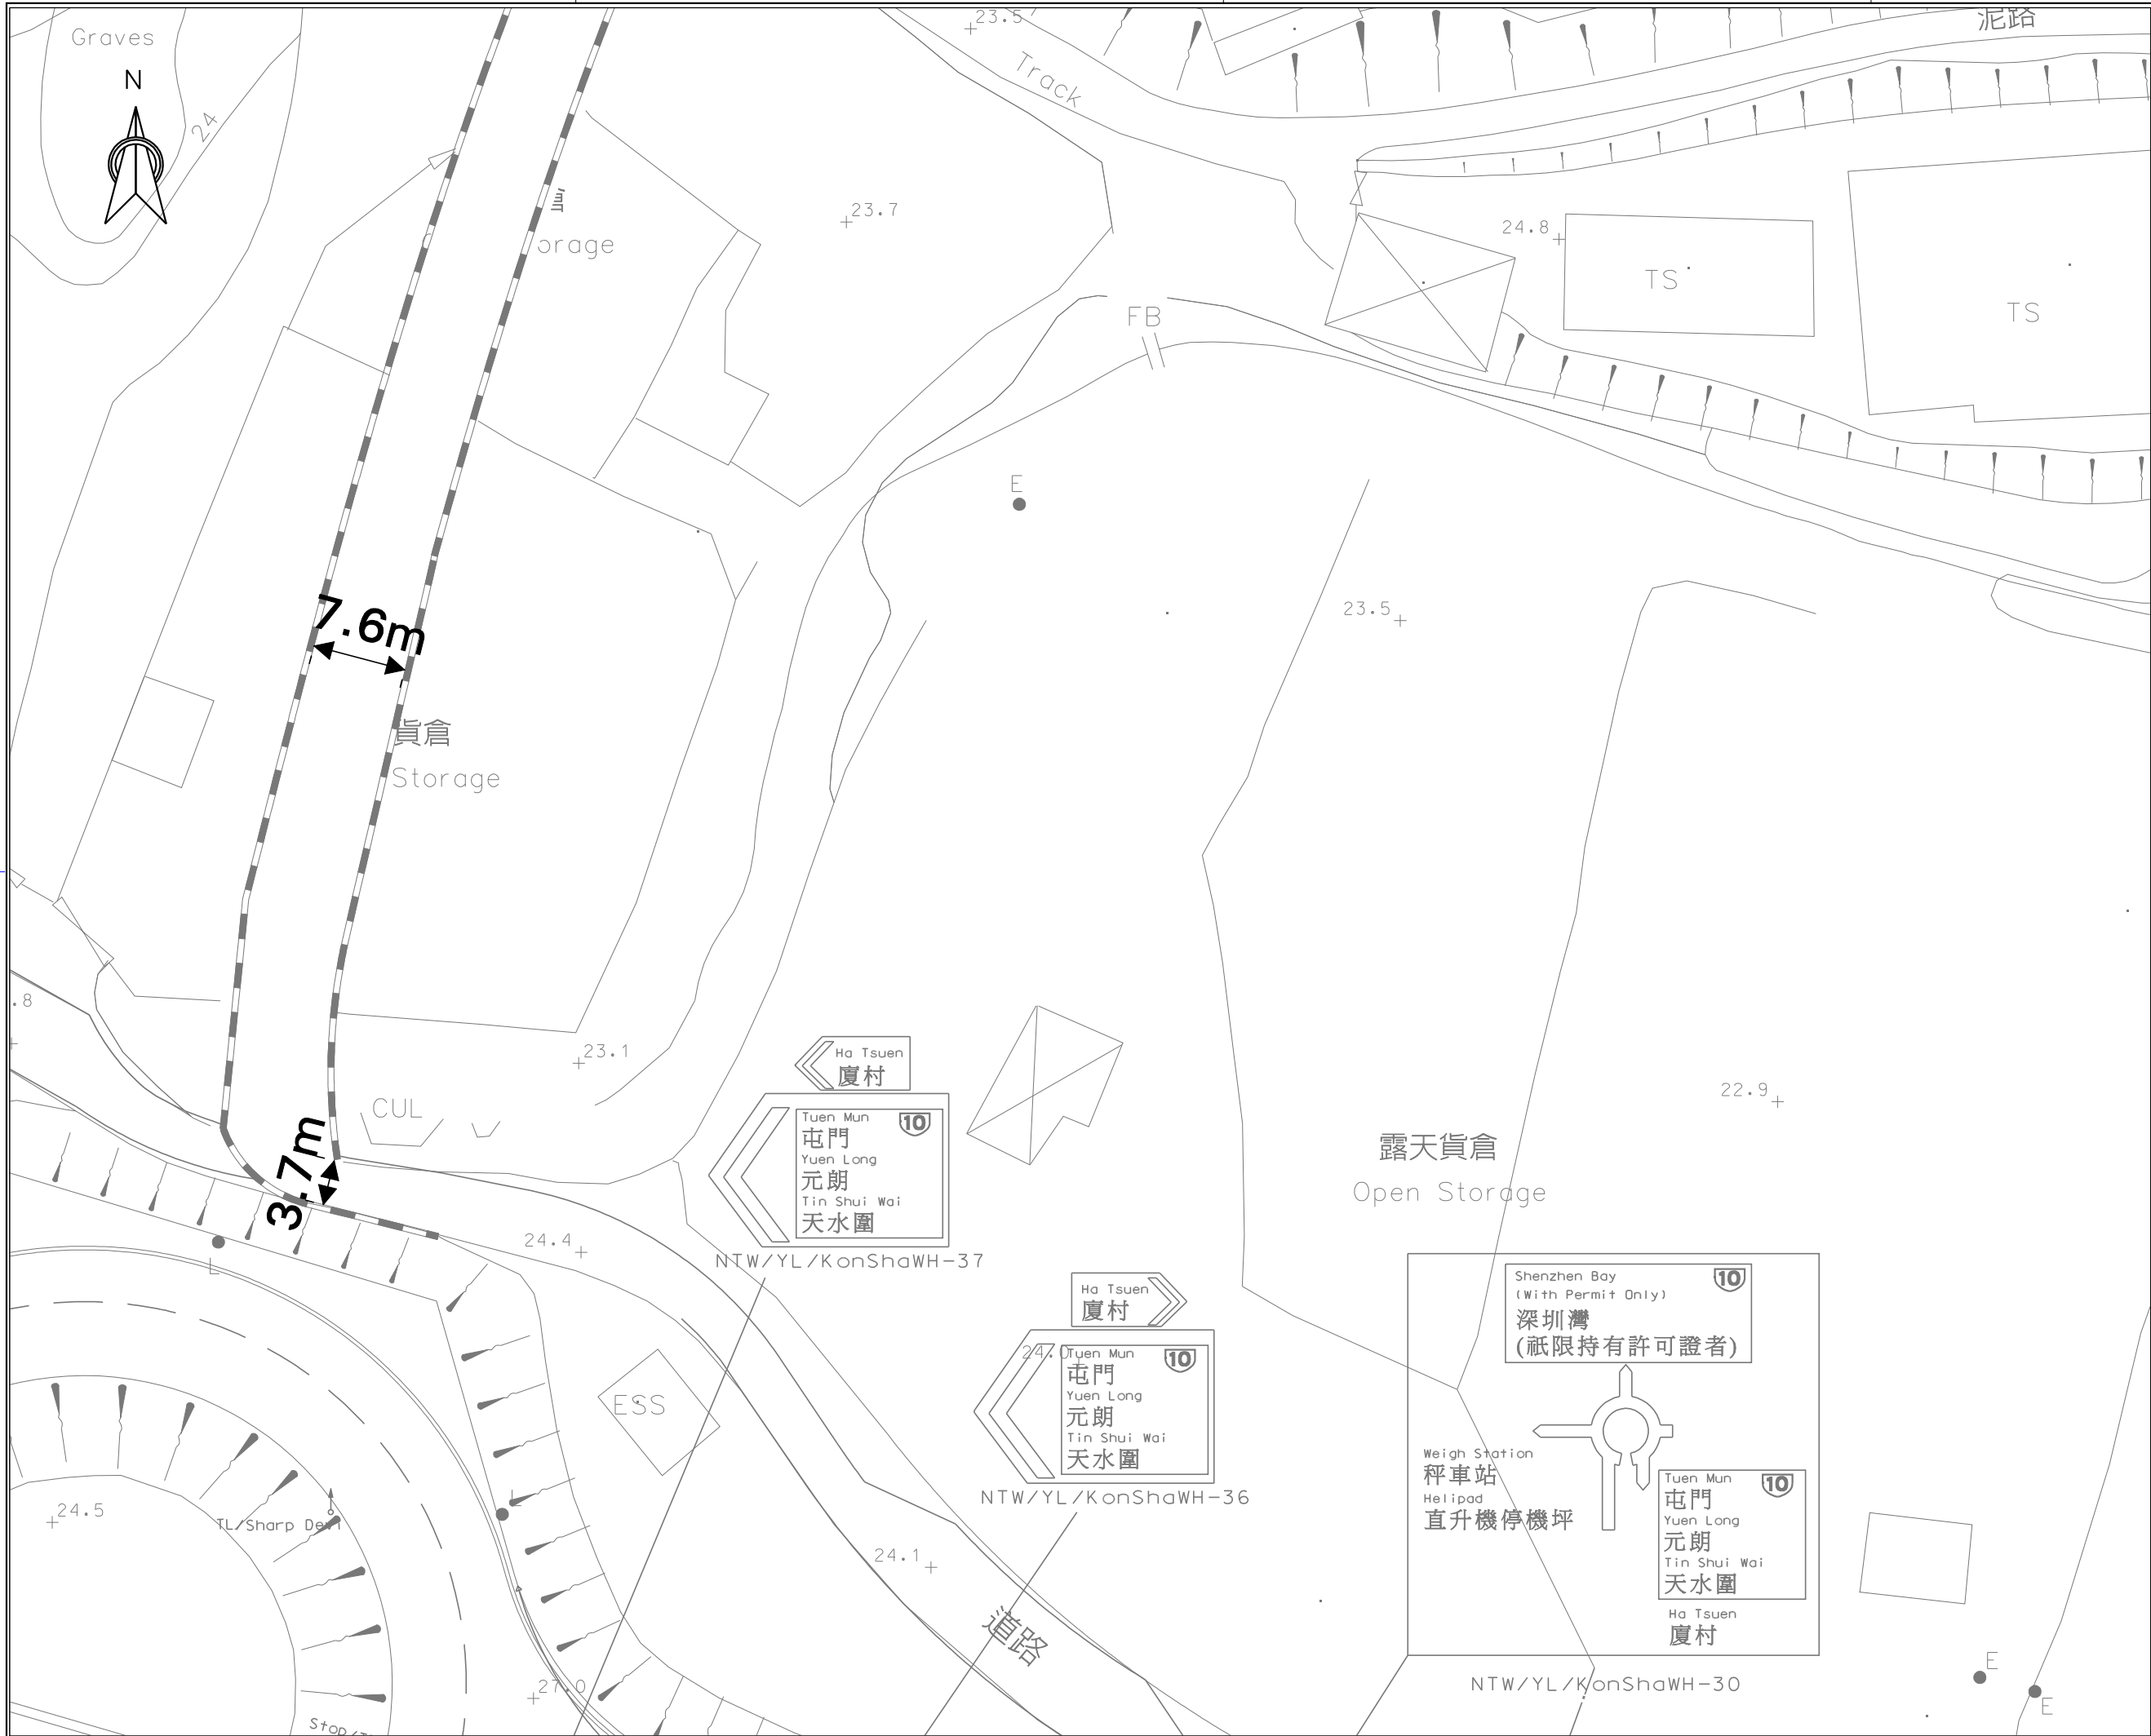 23.5
泥路
Graves
N
Track
24
23.7
orage
24.8
TS
TS
FB
E
23.5
7.6m
貨倉
Storage
.8
23.1
Ha Tsuen
廈村
22.9
CUL
Tuen Mun
10
屯門
Yuen Long
元朗
Tin Shui Wai
天水圍
3.7m
露天貨倉
Open Storage
24.4
NTW/YL/KonShaWH-37
L
Ha Tsuen
廈村
24.0
Tuen Mun
10
屯門
Yuen Long
元朗
Tin Shui Wai
天水圍
NTW/YL/KonShaWH-36
Shenzhen Bay
10
(With Permit Only)
深圳灣
(祇限持有許可證者)
Weigh Station
秤車站
Helipad
直升機停機坪
Tuen Mun
10
屯門
Yuen Long
元朗
Tin Shui Wai
天水圍
Ha Tsuen
廈村
NTW/YL/KonShaWH-30
ESS
L
24.5
TL/Sharp Devi
24.1
道路
27.0
E
E